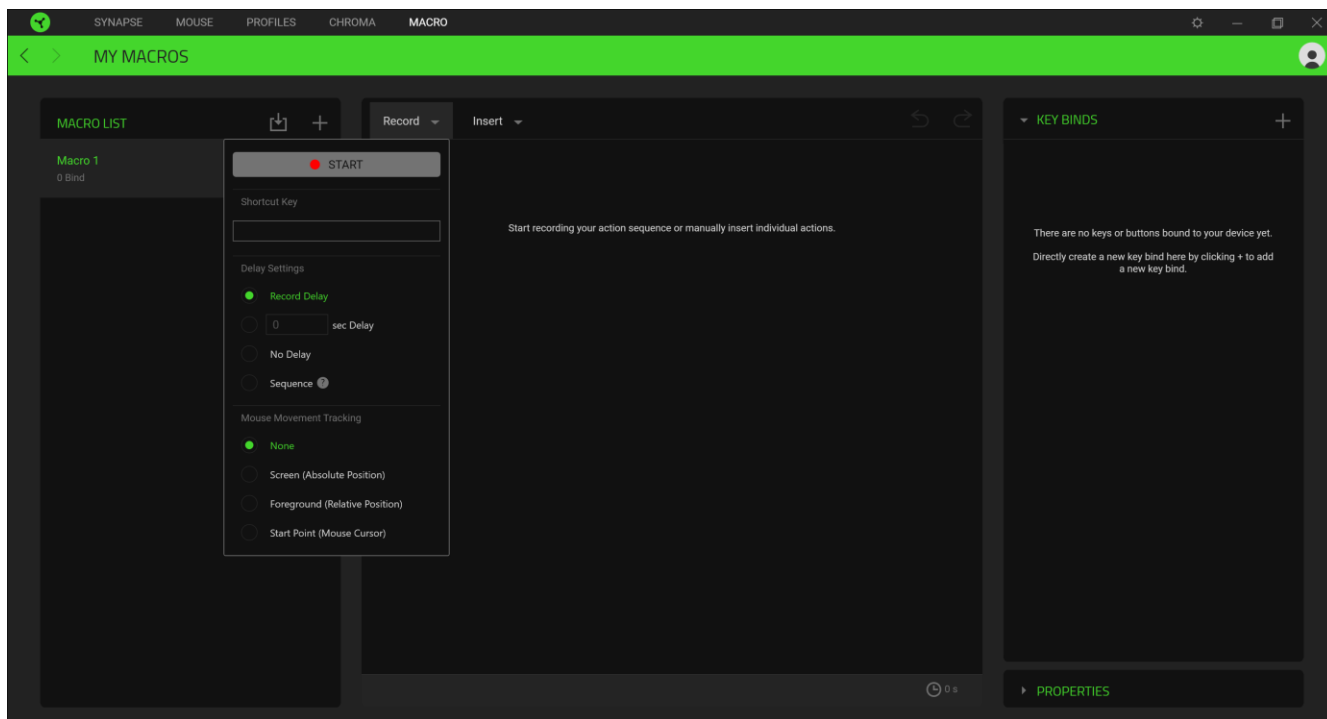 SYNAPSE MOUSE PROFILES CHROMA MACRO
MY MACROS
MACRO LIST
Macro 1
0 Bind
Record
Insert
START
Shortcut Key
Delay Settings
Record Delay
0 sec Delay
No Delay
Sequence ?
Mouse Movement Tracking
None
Screen (Absolute Position)
Foreground (Relative Position)
Start Point (Mouse Cursor)
Start recording your action sequence or manually insert individual actions.
0 s
KEY BINDS
There are no keys or buttons bound to your device yet.
Directly create a new key bind here by clicking + to add
a new key bind.
PROPERTIES